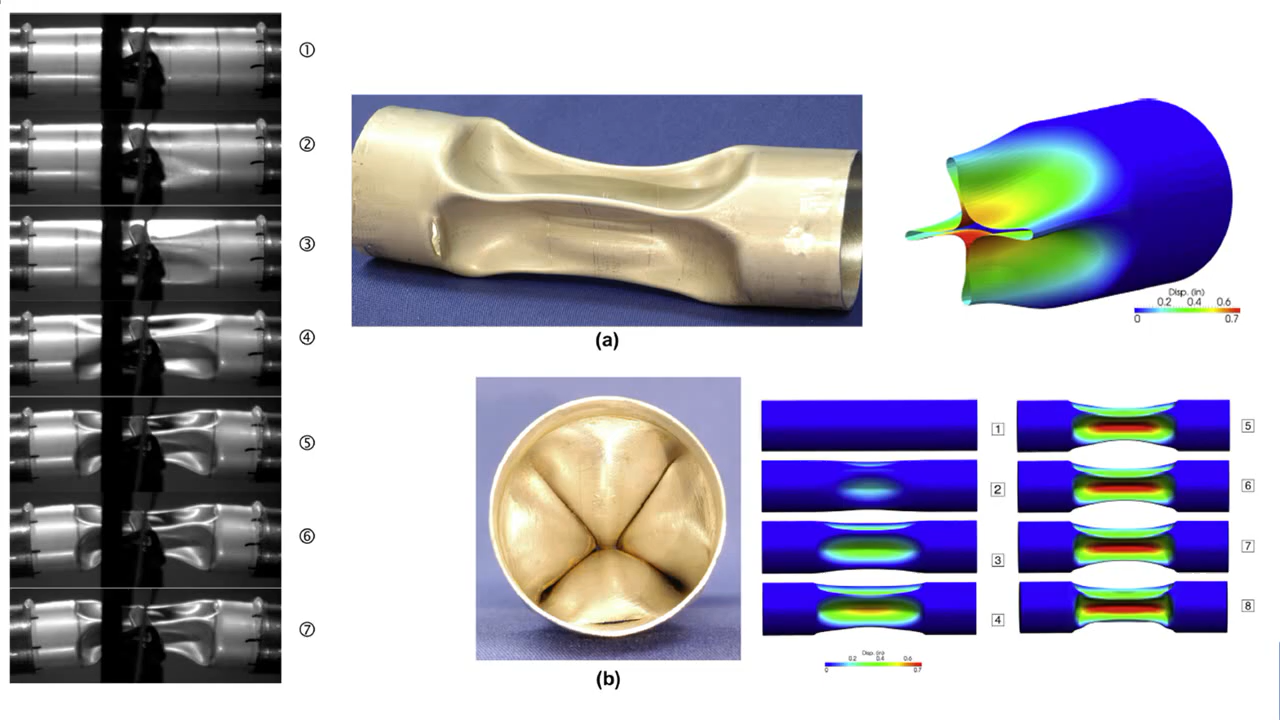 ①
②
③
④
⑤
⑥
⑦
(a)
Disp. (in)
0.2 0.4 0.6
0 0.7
(b)
1
2
3
4
5
6
7
8
Disp. (in)
0.2 0.4 0.6
0 0.7